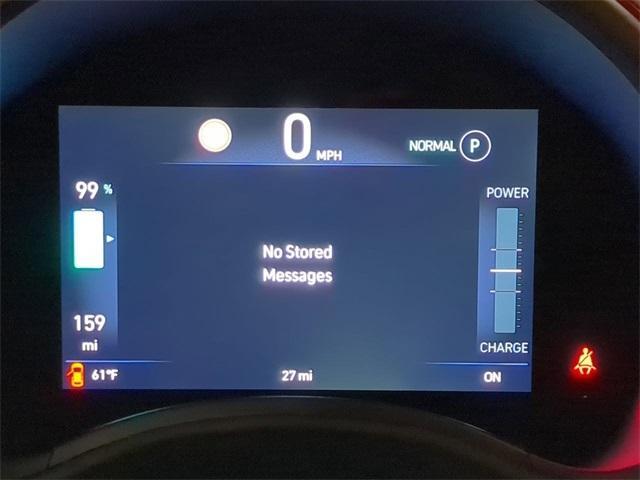 0 MPH
NORMAL P
99 %
POWER
No Stored
Messages
159
mi
CHARGE
61°F
27 mi
ON